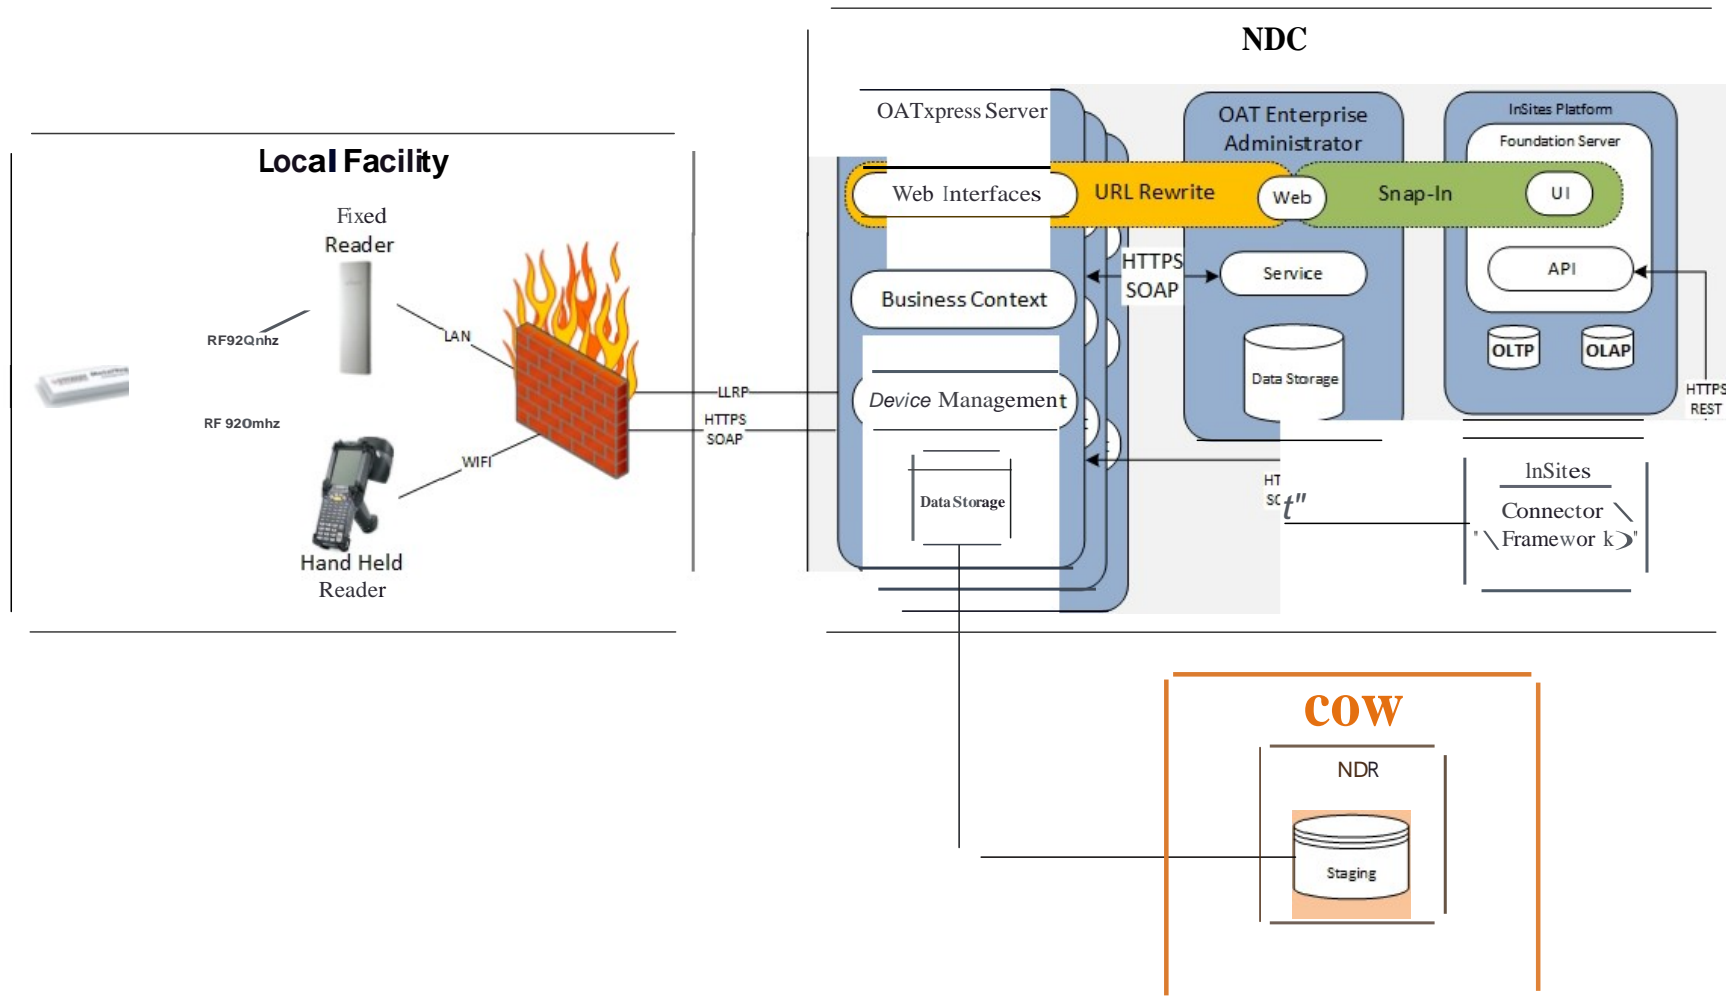 NDC
Local Facility
Fixed
Reader
RF92Qnhz
LAN
RF 920mhz
WIFI
Hand Held
Reader
LLRP
HTTPS
SOAP
OATxpress Server
Web Interfaces
URL Rewrite
Business Context
Device Management
Data Storage
HTTPS
SOAP
OAT Enterprise
Administrator
Web
Service
Data Storage
Snap-In
InSites Platform
Foundation Server
UI
API
OLTP
OLAP
HTTPS
REST
HT
SC
t"
InSites
Connector \
"\Framewor k)"
COW
NDR
Staging